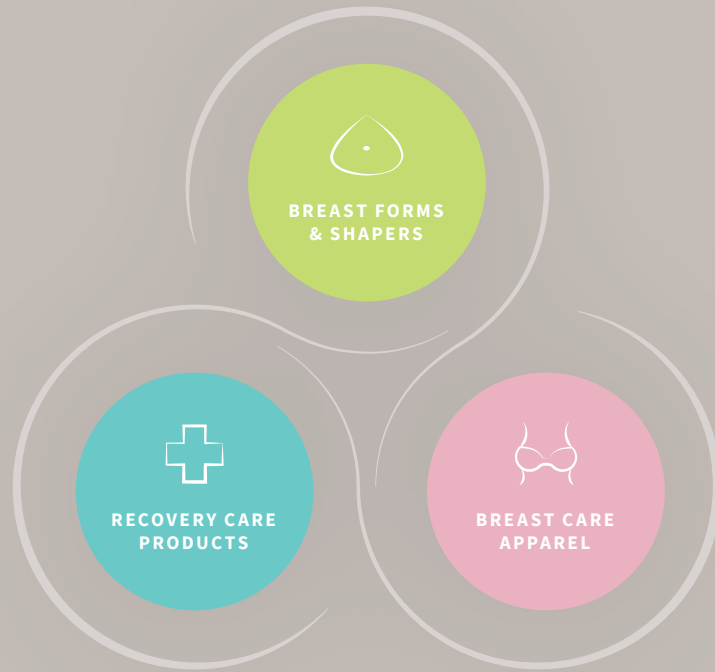 BREAST FORMS
& SHAPERS
RECOVERY CARE
PRODUCTS
BREAST CARE
APPAREL